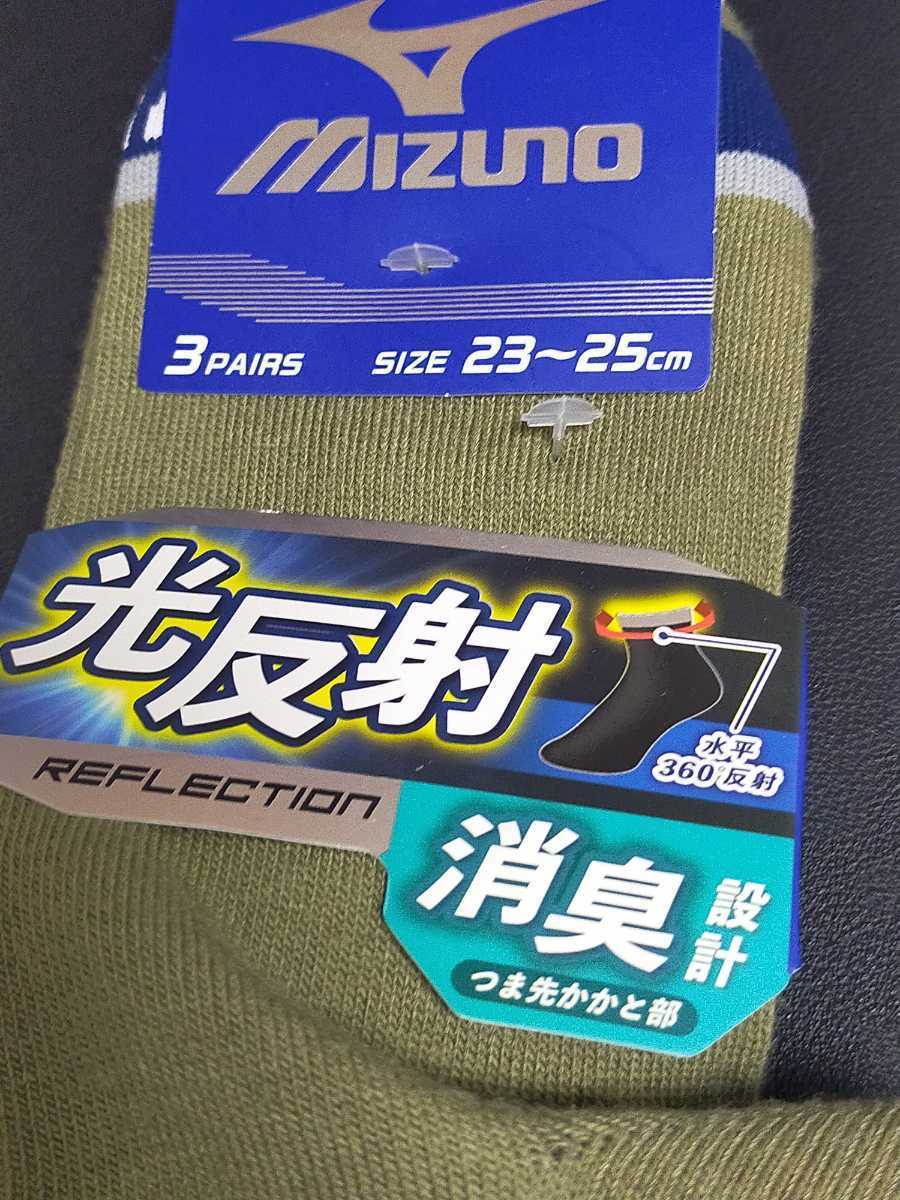 MIZUNO
3PAIRS SIZE 23～25cm
光反射
水平
360°反射
REFLECTION
消臭設計
つま先かかと部